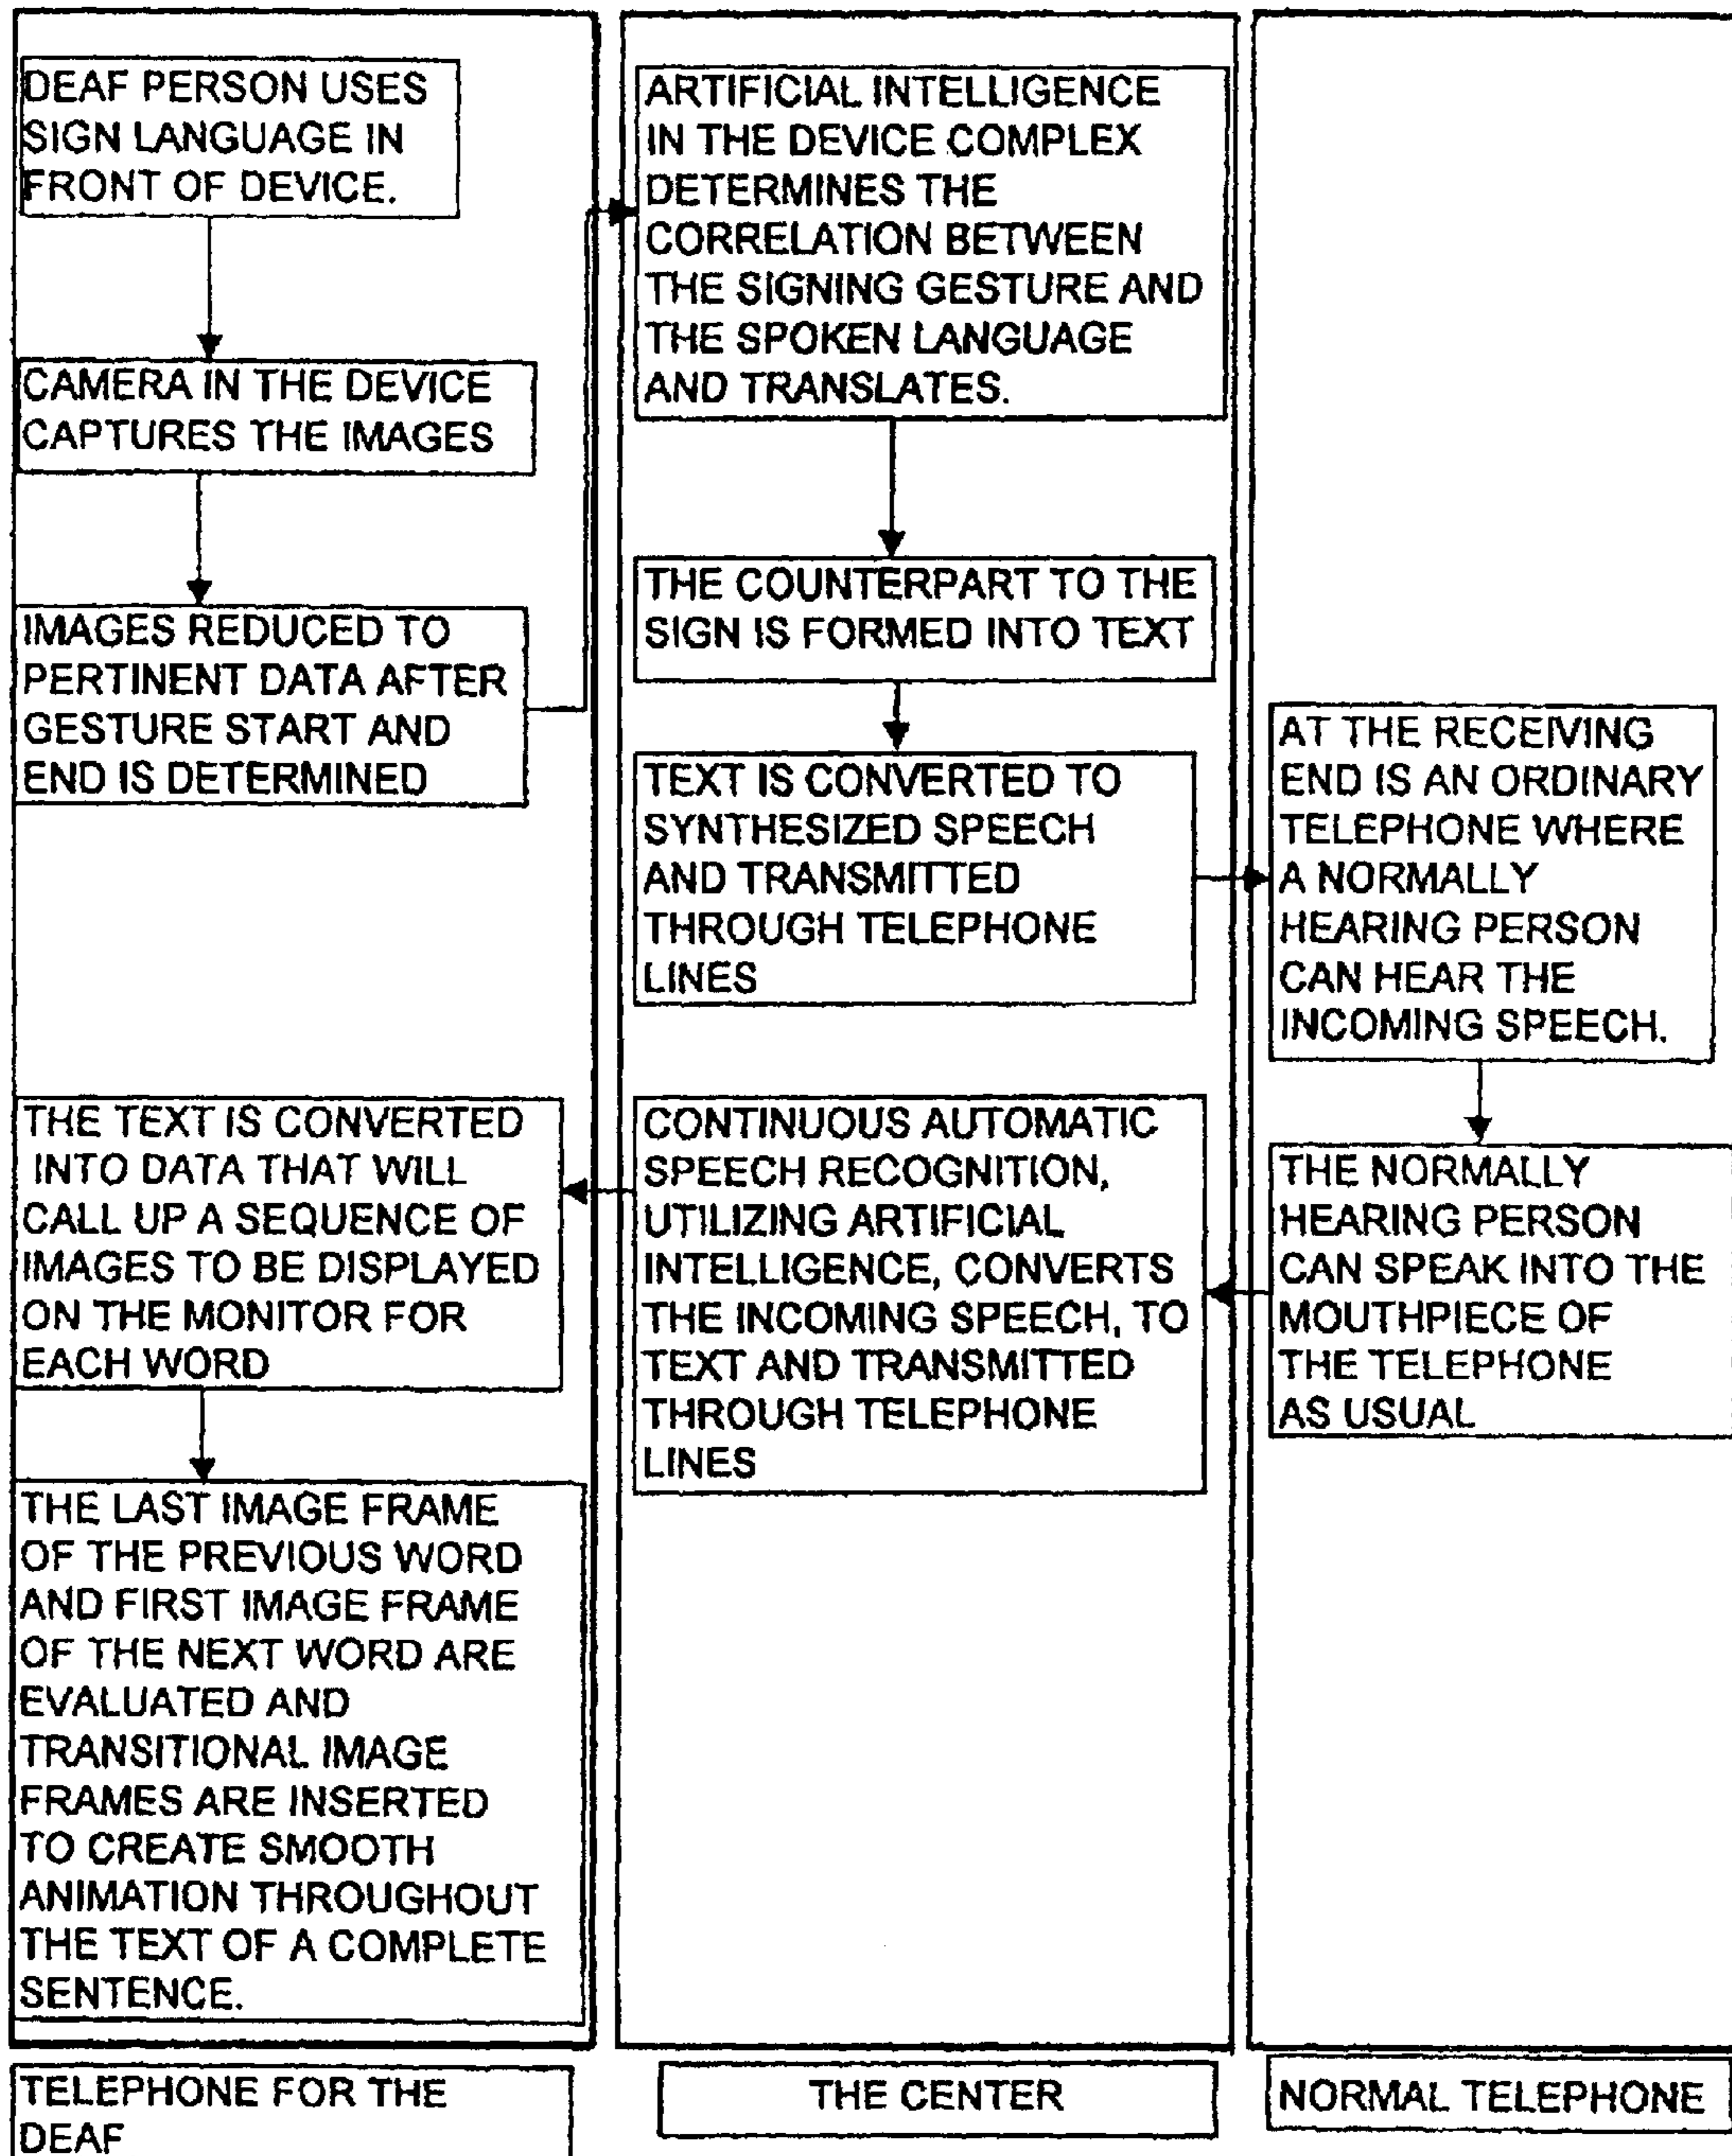 DEAF PERSON USES
SIGN LANGUAGE IN
FRONT OF DEVICE.
CAMERA IN THE DEVICE
CAPTURES THE IMAGES
IMAGES REDUCED TO
PERTINENT DATA AFTER
GESTURE START AND
END IS DETERMINED
ARTIFICIAL INTELLIGENCE
IN THE DEVICE COMPLEX
DETERMINES THE
CORRELATION BETWEEN
THE SIGNING GESTURE AND
THE SPOKEN LANGUAGE
AND TRANSLATES.
THE COUNTERPART TO THE
SIGN IS FORMED INTO TEXT
TEXT IS CONVERTED TO
SYNTHESIZED SPEECH
AND TRANSMITTED
THROUGH TELEPHONE
LINES
AT THE RECEIVING
END IS AN ORDINARY
TELEPHONE WHERE
A NORMALLY
HEARING PERSON
CAN HEAR THE
INCOMING SPEECH.
THE NORMALLY
HEARING PERSON
CAN SPEAK INTO THE
MOUTHPIECE OF
THE TELEPHONE
AS USUAL
CONTINUOUS AUTOMATIC
SPEECH RECOGNITION,
UTILIZING ARTIFICIAL
INTELLIGENCE, CONVERTS
THE INCOMING SPEECH, TO
TEXT AND TRANSMITTED
THROUGH TELEPHONE
LINES
THE TEXT IS CONVERTED
INTO DATA THAT WILL
CALL UP A SEQUENCE OF
IMAGES TO BE DISPLAYED
ON THE MONITOR FOR
EACH WORD
THE LAST IMAGE FRAME
OF THE PREVIOUS WORD
AND FIRST IMAGE FRAME
OF THE NEXT WORD ARE
EVALUATED AND
TRANSITIONAL IMAGE
FRAMES ARE INSERTED
TO CREATE SMOOTH
ANIMATION THROUGHOUT
THE TEXT OF A COMPLETE
SENTENCE.
TELEPHONE FOR THE
DEAF
THE CENTER
NORMAL TELEPHONE